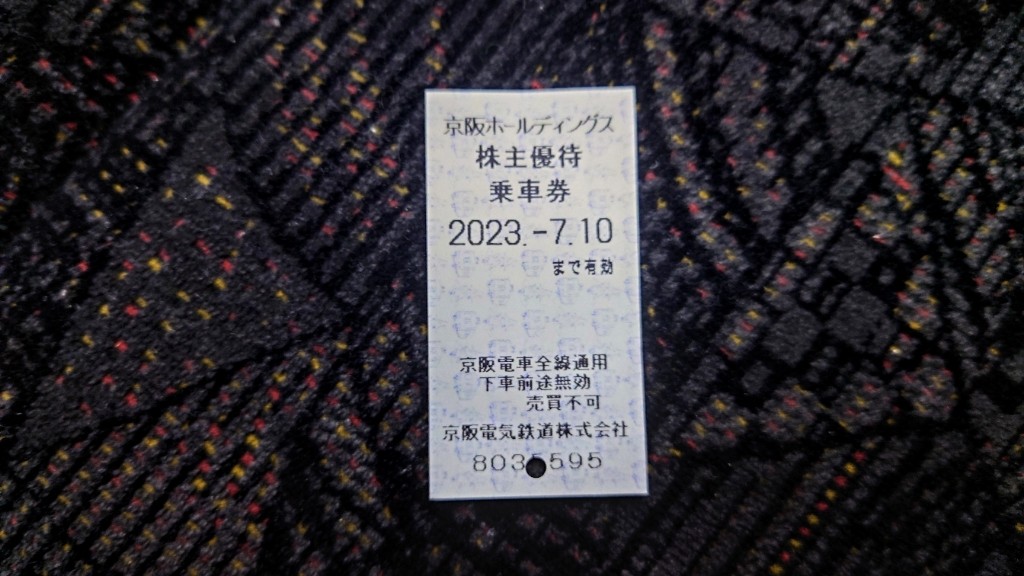 京阪ホールディングス
株主優待
乗車券
2023.-7.10
まで有効
京阪電車全線通用
下車前途無効
売買不可
京阪電気鉄道株式会社
8035595